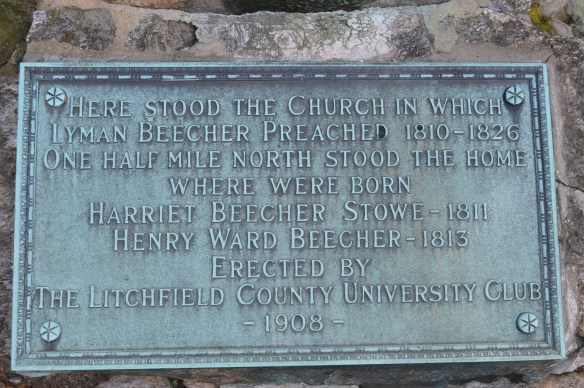 Here stood the Church in which
Lyman Beecher Preached 1810-1826
One half mile north stood the home
where were born
Harriet Beecher Stowe - 1811
Henry Ward Beecher - 1813
Erected by
The Litchfield County University Club
- 1908 -